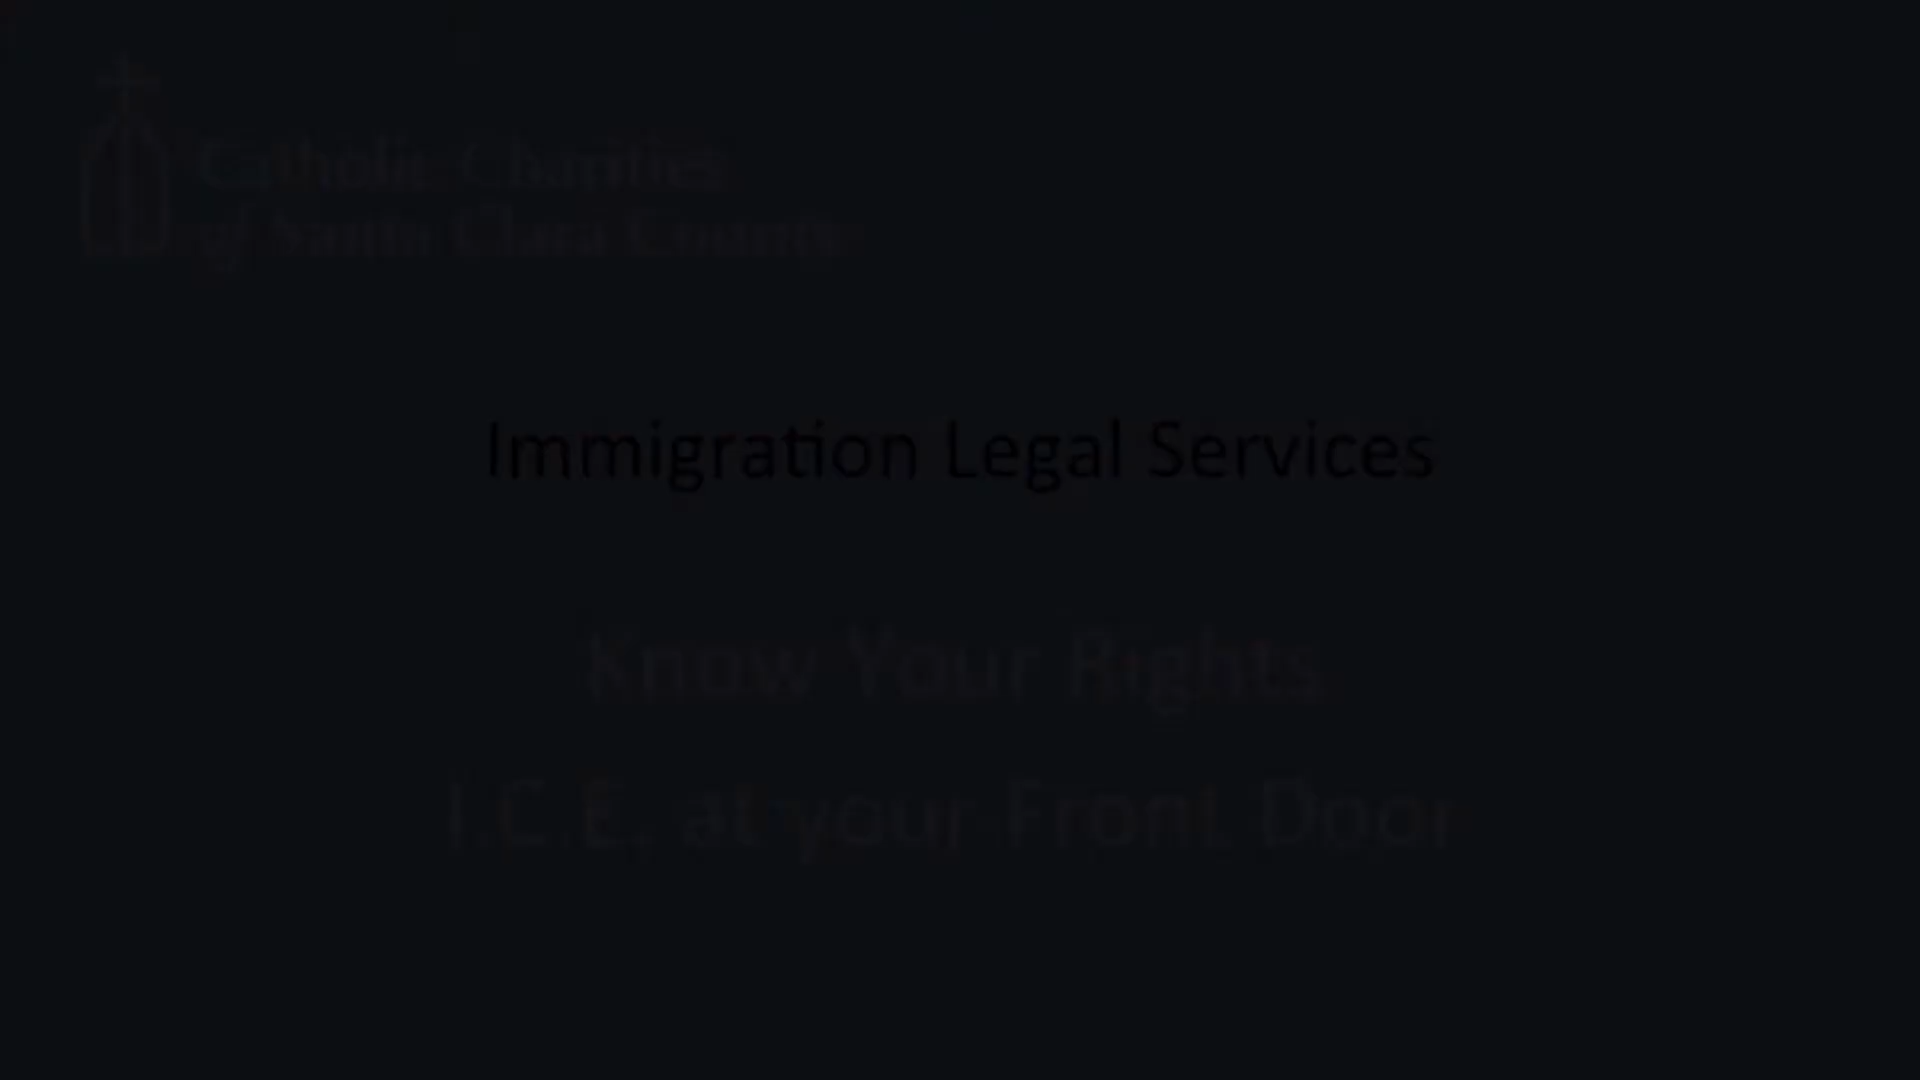 Catholic Charities
of Santa Clara County
Immigration Legal Services
Know Your Rights
I.C.E. at your Front Door